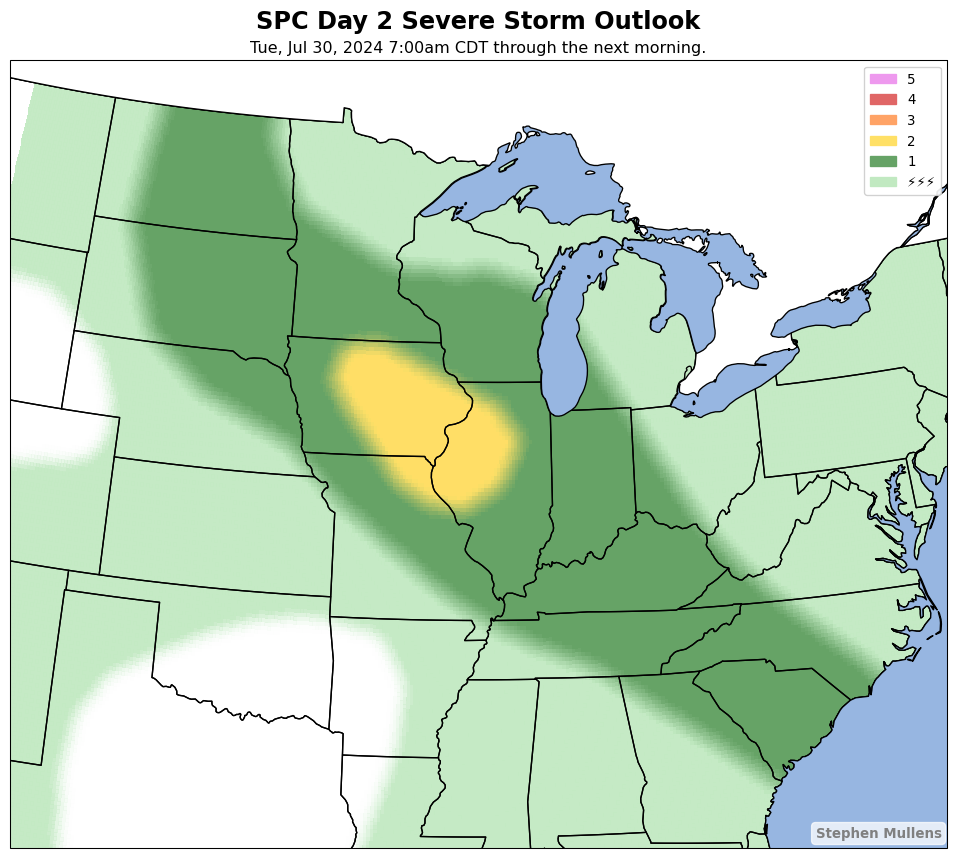 SPC Day 2 Severe Storm Outlook
Tue, Jul 30, 2024 7:00am CDT through the next morning.
5
4
3
2
1
⚡⚡⚡
Stephen Mullens